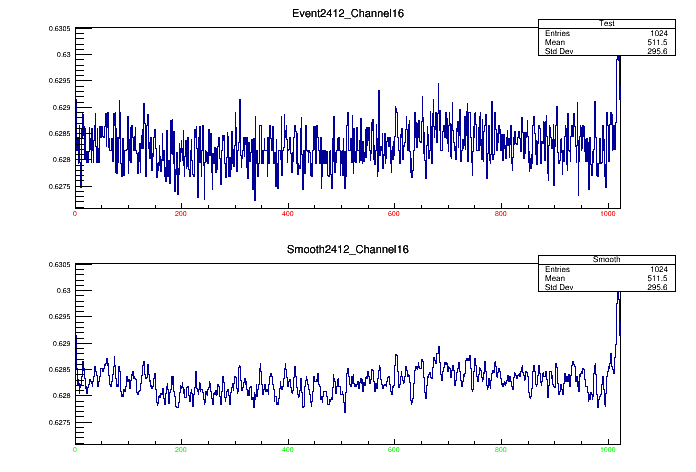 Event2412_Channel16
Test
Entries 1024
Mean 511.5
Std Dev 295.6
0.6305
0.63
0.6295
0.629
0.6285
0.628
0.6275
0 200 400 600 800 1000
Smooth2412_Channel16
Smooth
Entries 1024
Mean 511.5
Std Dev 295.6
0.6305
0.63
0.6295
0.629
0.6285
0.628
0.6275
0 200 400 600 800 1000